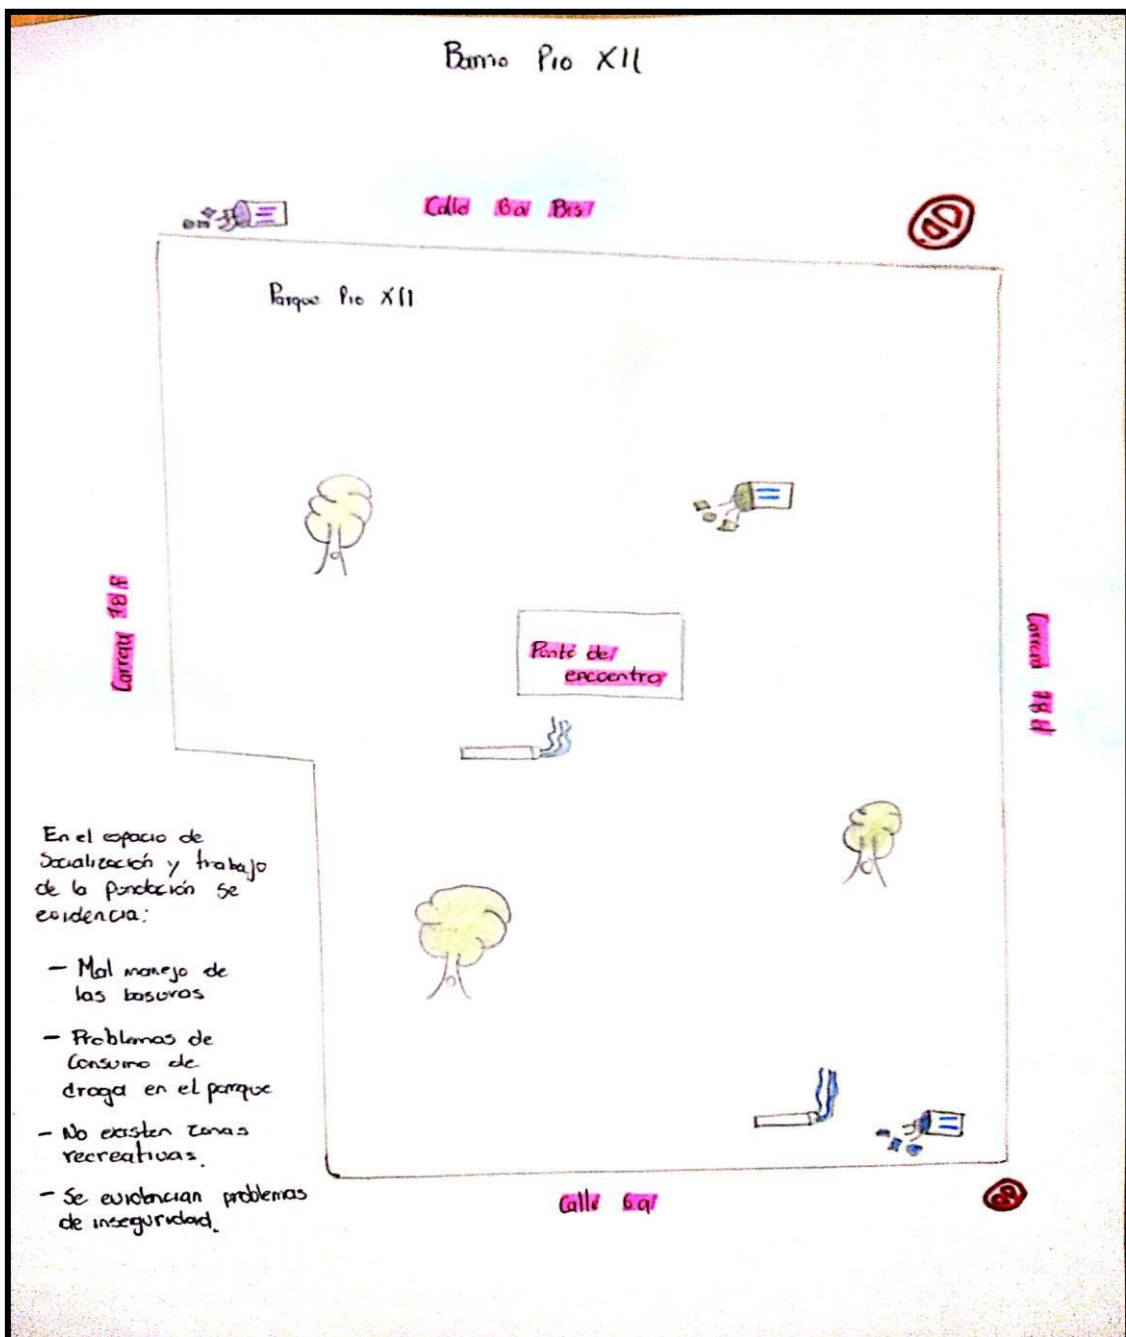 Barrio Pio XII
Calle 6a Bis
Parque Pio XII
Carrera 78
Carrera 78 H
Punto de
encuentro
En el espacio de
Socialización y trabajo
de la fundación se
evidencia:
- Mal manejo de
las basuras
- Problemas de
Consumo de
droga en el parque
- No existen zonas
recreativas.
- Se evidencian problemas
de inseguridad.
Calle 6a